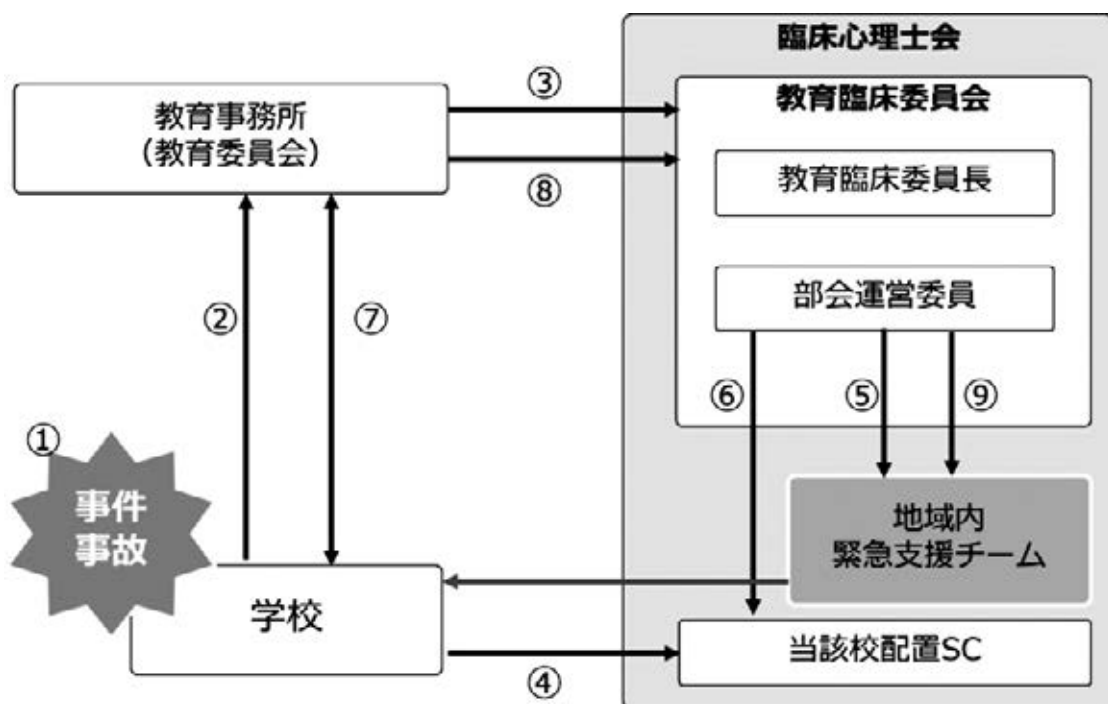 臨床心理士会
教育臨床委員会
教育事務所
（教育委員会）
③
⑧
教育臨床委員長
部会運営委員
②
⑦
⑥
⑤
⑨
①
事件
事故
地域内
緊急支援チーム
学校
④
当該校配置SC